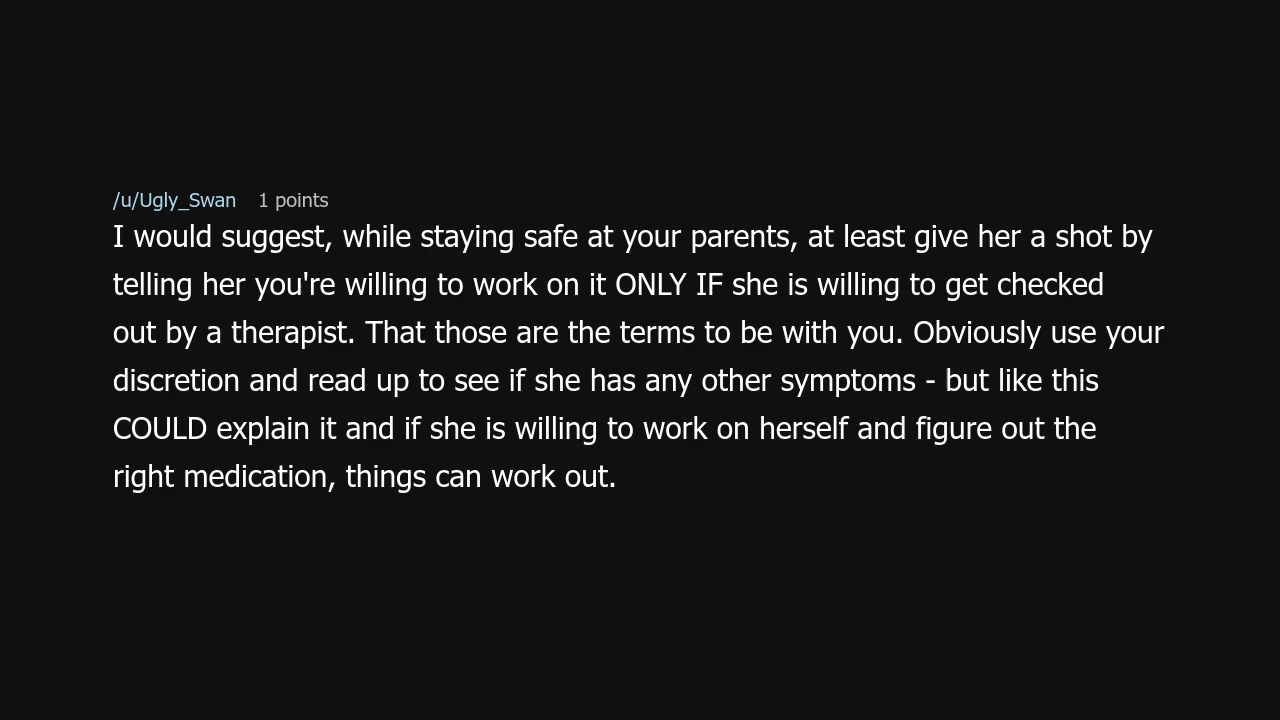 /u/Ugly_Swan 1 points
I would suggest, while staying safe at your parents, at least give her a shot by
telling her you're willing to work on it ONLY IF she is willing to get checked
out by a therapist. That those are the terms to be with you. Obviously use your
discretion and read up to see if she has any other symptoms - but like this
COULD explain it and if she is willing to work on herself and figure out the
right medication, things can work out.